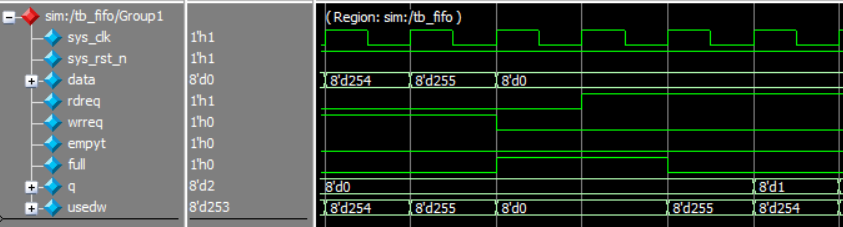 sim:/tb_fifo/Group1 (Region: sim:/tb_fifo )
sys_clk 1'h1
sys_rst_n 1'h1
data 8'd0 8'd254 8'd255 8'd0
rdreq 1'h1
wrreq 1'h0
empyt 1'h0
full 1'h0
q 8'd2 8'd0 8'd1
usedw 8'd253 8'd254 8'd255 8'd0 8'd255 8'd254